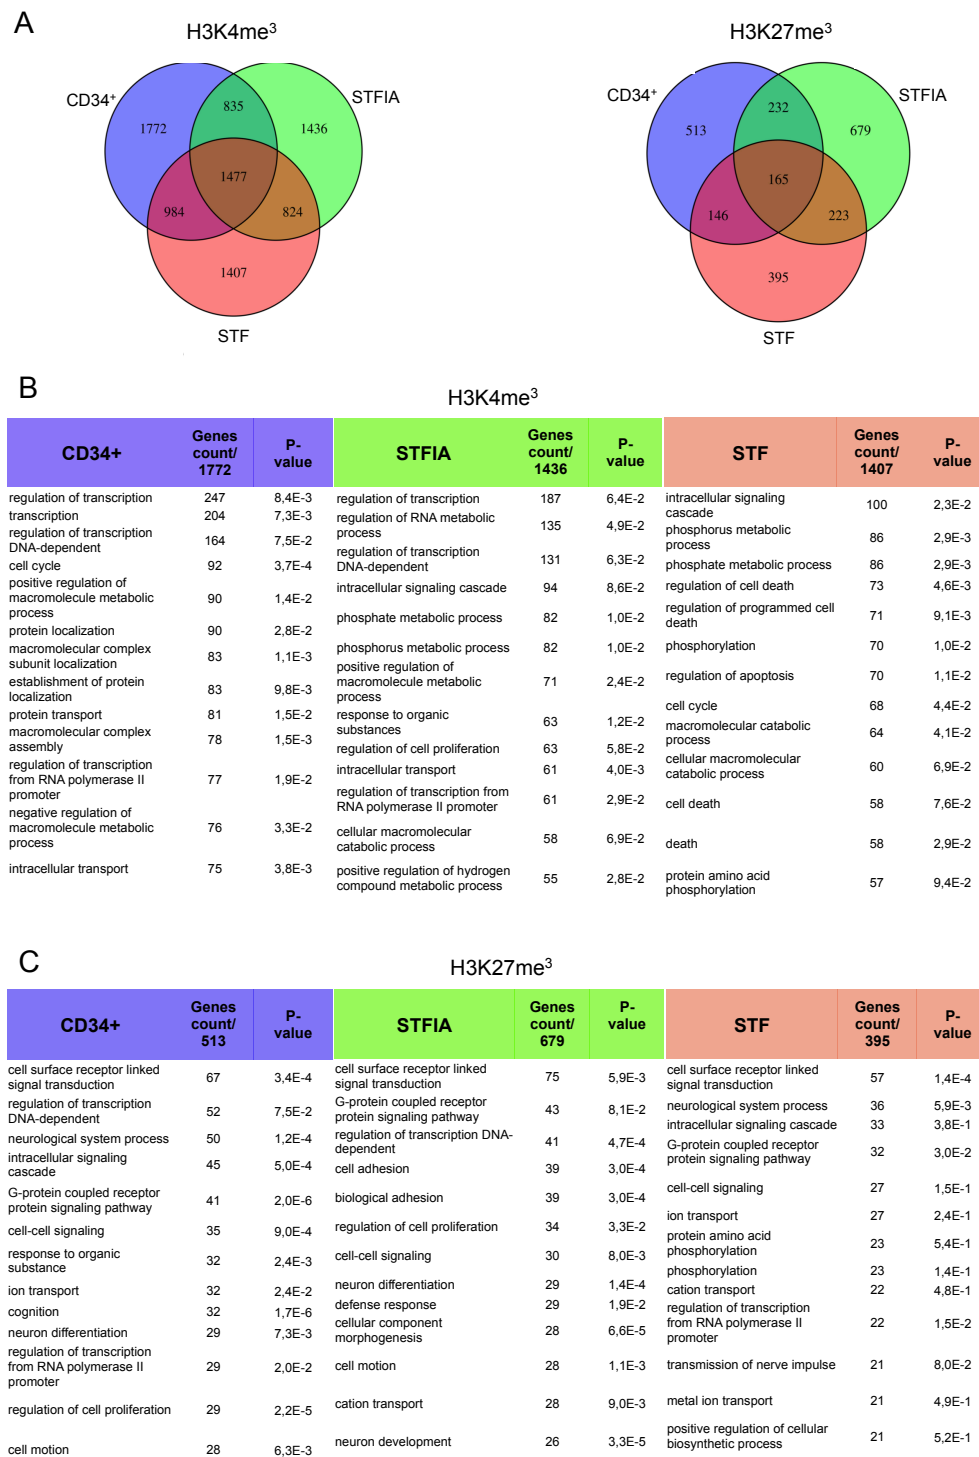 A
H3K4me3
H3K27me3
CD34+
835
STFIA
1772
1436
1477
984
824
1407
STF
CD34+
232
STFIA
513
679
165
146
223
395
STF
B
H3K4me3
CD34+ Genes count/ 1772 P-value
regulation of transcription 247 8,4E-3
transcription 204 7,3E-3
regulation of transcription
DNA-dependent 164 7,5E-2
cell cycle 92 3,7E-4
positive regulation of
macromolecule metabolic
process 90 1,4E-2
protein localization 90 2,8E-2
macromolecular complex
subunit localization 83 1,1E-3
establishment of protein
localization 83 9,8E-3
protein transport 81 1,5E-2
macromolecular complex
assembly 78 1,5E-3
regulation of transcription
from RNA polymerase II
promoter 77 1,9E-2
negative regulation of
macromolecule metabolic
process 76 3,3E-2
intracellular transport 75 3,8E-3
STFIA Genes count/ 1436 P-value
regulation of transcription 187 6,4E-2
regulation of RNA metabolic
process 135 4,9E-2
regulation of transcription
DNA-dependent 131 6,3E-2
intracellular signaling cascade 94 8,6E-2
phosphate metabolic process 82 1,0E-2
phosphorus metabolic process 82 1,0E-2
positive regulation of
macromolecule metabolic
process 71 2,4E-2
response to organic
substances 63 1,2E-2
regulation of cell proliferation 63 5,8E-2
intracellular transport 61 4,0E-3
regulation of transcription from
RNA polymerase II promoter 61 2,9E-2
cellular macromolecular
catabolic process 58 6,9E-2
positive regulation of hydrogen
compound metabolic process 55 2,8E-2
STF Genes count/ 1407 P-value
intracellular signaling
cascade 100 2,3E-2
phosphorus metabolic
process 86 2,9E-3
phosphate metabolic process 86 2,9E-3
regulation of cell death 73 4,6E-3
regulation of programmed cell
death 71 9,1E-3
phosphorylation 70 1,0E-2
regulation of apoptosis 70 1,1E-2
cell cycle 68 4,4E-2
macromolecular catabolic
process 64 4,1E-2
cellular macromolecular
catabolic process 60 6,9E-2
cell death 58 7,6E-2
death 58 2,9E-2
protein amino acid
phosphorylation 57 9,4E-2
C
H3K27me3
CD34+ Genes count/ 513 P-value
cell surface receptor linked
signal transduction 67 3,4E-4
regulation of transcription
DNA-dependent 52 7,5E-2
neurological system process 50 1,2E-4
intracellular signaling
cascade 45 5,0E-4
G-protein coupled receptor
protein signaling pathway 41 2,0E-6
cell-cell signaling 35 9,0E-4
response to organic
substance 32 2,4E-3
ion transport 32 2,4E-2
cognition 32 1,7E-6
neuron differentiation 29 7,3E-3
regulation of transcription
from RNA polymerase II
promoter 29 2,0E-2
regulation of cell proliferation 29 2,2E-5
cell motion 28 6,3E-3
STFIA Genes count/ 679 P-value
cell surface receptor linked
signal transduction 75 5,9E-3
G-protein coupled receptor
protein signaling pathway 43 8,1E-2
regulation of transcription DNA-
dependent 41 4,7E-4
cell adhesion 39 3,0E-4
biological adhesion 39 3,0E-4
regulation of cell proliferation 34 3,3E-2
cell-cell signaling 30 8,0E-3
neuron differentiation 29 1,4E-4
defense response 29 1,9E-2
cellular component
morphogenesis 28 6,6E-5
cell motion 28 1,1E-3
cation transport 28 9,0E-3
neuron development 26 3,3E-5
STF Genes count/ 395 P-value
cell surface receptor linked
signal transduction 57 1,4E-4
neurological system process 36 5,9E-3
intracellular signaling cascade 33 3,8E-1
G-protein coupled receptor
protein signaling pathway 32 3,0E-2
cell-cell signaling 27 1,5E-1
ion transport 27 2,4E-1
protein amino acid
phosphorylation 23 5,4E-1
phosphorylation 23 1,4E-1
cation transport 22 4,8E-1
regulation of transcription
from RNA polymerase II
promoter 22 1,5E-2
transmission of nerve impulse 21 8,0E-2
metal ion transport 21 4,9E-1
positive regulation of cellular
biosynthetic process 21 5,2E-1